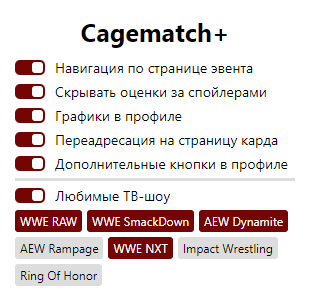 Cagematch+
Навигация по странице эвента
Скрывать оценки за спойлерами
Графики в профиле
Переадресация на страницу карда
Дополнительные кнопки в профиле
Любимые ТВ-шоу
WWE RAW WWE SmackDown AEW Dynamite
AEW Rampage WWE NXT Impact Wrestling
Ring Of Honor